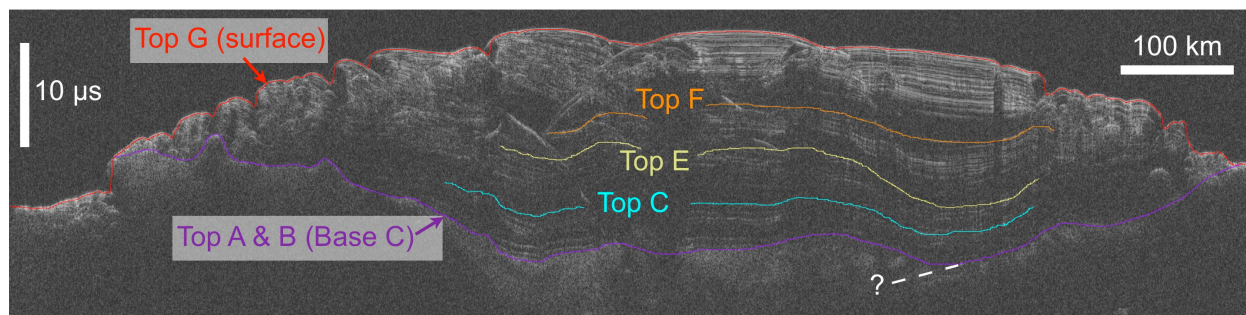 Top G (surface)
10 µs
100 km
Top F
Top E
Top C
Top A & B (Base C)
?